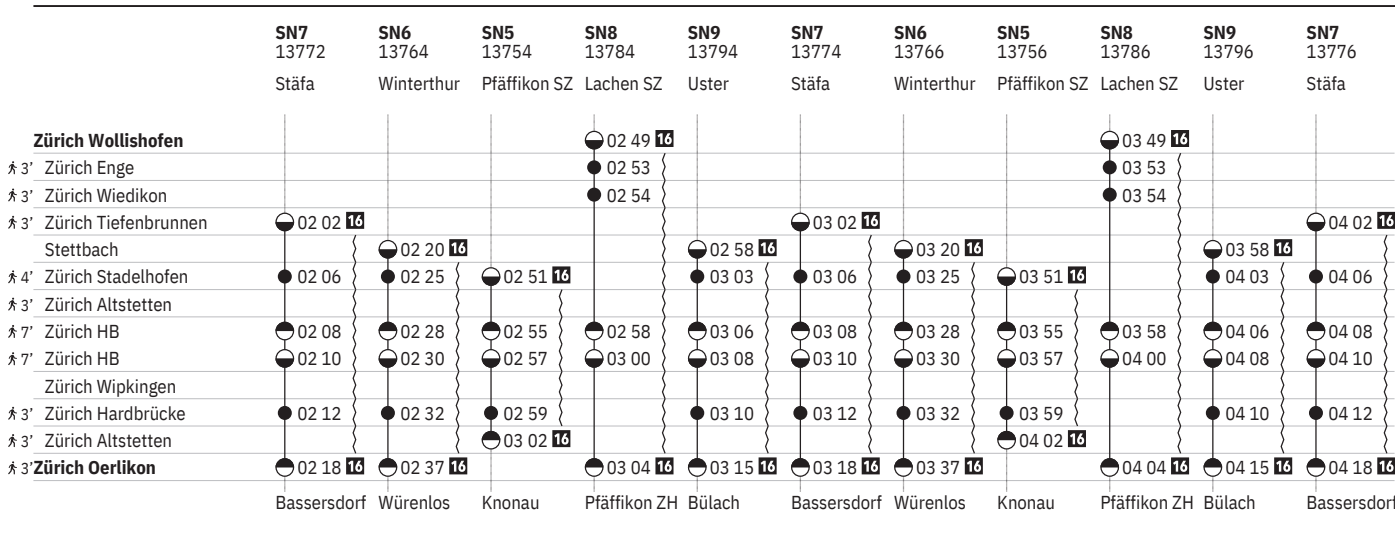 SN7 SN6 SN5 SN8 SN9 SN7 SN6 SN5 SN8 SN9 SN7
13772 13764 13754 13784 13794 13774 13766 13756 13786 13796 13776
Stäfa Winterthur Pfäffikon SZ Lachen SZ Uster Stäfa Winterthur Pfäffikon SZ Lachen SZ Uster Stäfa
Zürich Wollishofen 02 49 16 03 49 16
3’ Zürich Enge 02 53 03 53
3’ Zürich Wiedikon 02 54 03 54
3’ Zürich Tiefenbrunnen 02 02 16 03 02 16 04 02 16
Stettbach 02 20 16 02 58 16 03 20 16 03 58 16
4’ Zürich Stadelhofen 02 06 02 25 02 51 16 03 03 03 06 03 25 03 51 16 04 03 04 06
3’ Zürich Altstetten
7’ Zürich HB 02 08 02 28 02 55 02 58 03 06 03 08 03 28 03 55 03 58 04 06 04 08
7’ Zürich HB 02 10 02 30 02 57 03 00 03 08 03 10 03 30 03 57 04 00 04 08 04 10
Zürich Wipkingen
3’ Zürich Hardbrücke 02 12 02 32 02 59 03 10 03 12 03 32 03 59 04 10 04 12
3’ Zürich Altstetten 03 02 16 04 02 16
3’ Zürich Oerlikon 02 18 16 02 37 16 03 04 16 03 15 16 03 18 16 03 37 16 04 04 16 04 15 16 04 18 16
Bassersdorf Würenlos Knonau Pfäffikon ZH Bülach Bassersdorf Würenlos Knonau Pfäffikon ZH Bülach Bassersdorf